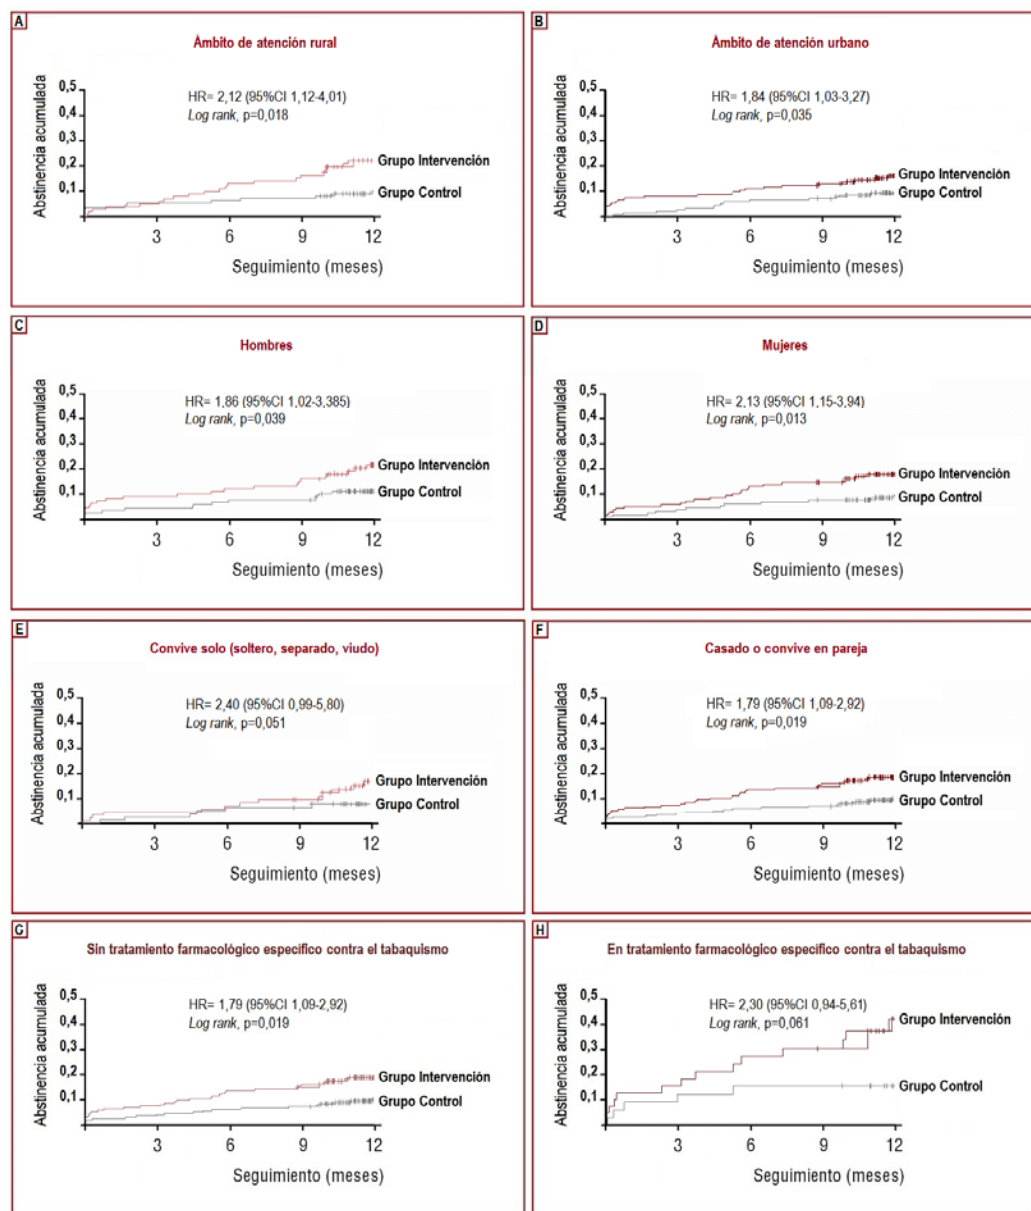 A
Ámbito de atención rural
HR= 2,12 (95%CI 1,12-4,01)
Log rank, p=0,018
Abstinencia acumulada
0,5
0,4
0,3
0,2
0,1
Grupo Intervención
Grupo Control
3 6 9 12
Seguimiento (meses)
B
Ámbito de atención urbano
HR= 1,84 (95%CI 1,03-3,27)
Log rank, p=0,035
Abstinencia acumulada
0,5
0,4
0,3
0,2
0,1
Grupo Intervención
Grupo Control
3 6 9 12
Seguimiento (meses)
C
Hombres
HR= 1,86 (95%CI 1,02-3,385)
Log rank, p=0,039
Abstinencia acumulada
0,5
0,4
0,3
0,2
0,1
Grupo Intervención
Grupo Control
3 6 9 12
Seguimiento (meses)
D
Mujeres
HR= 2,13 (95%CI 1,15-3,94)
Log rank, p=0,013
Abstinencia acumulada
0,5
0,4
0,3
0,2
0,1
Grupo Intervención
Grupo Control
3 6 9 12
Seguimiento (meses)
E
Convive solo (soltero, separado, viudo)
HR= 2,40 (95%CI 0,99-5,80)
Log rank, p=0,051
Abstinencia acumulada
0,5
0,4
0,3
0,2
0,1
Grupo Intervención
Grupo Control
3 6 9 12
Seguimiento (meses)
F
Casado o convive en pareja
HR= 1,79 (95%CI 1,09-2,92)
Log rank, p=0,019
Abstinencia acumulada
0,5
0,4
0,3
0,2
0,1
Grupo Intervención
Grupo Control
3 6 9 12
Seguimiento (meses)
G
Sin tratamiento farmacológico específico contra el tabaquismo
HR= 1,79 (95%CI 1,09-2,92)
Log rank, p=0,019
Abstinencia acumulada
0,5
0,4
0,3
0,2
0,1
Grupo Intervención
Grupo Control
3 6 9 12
Seguimiento (meses)
H
En tratamiento farmacológico específico contra el tabaquismo
HR= 2,30 (95%CI 0,94-5,61)
Log rank, p=0,061
Abstinencia acumulada
0,5
0,4
0,3
0,2
0,1
Grupo Intervención
Grupo Control
3 6 9 12
Seguimiento (meses)